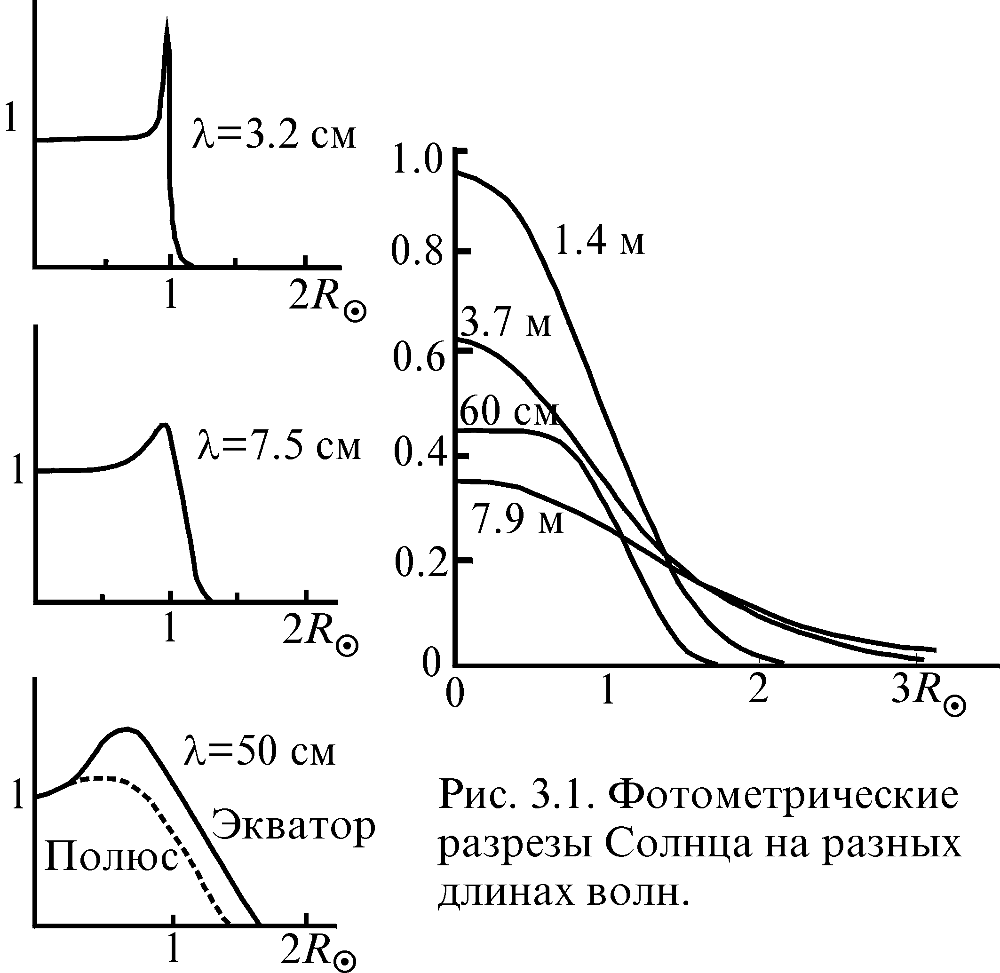 1
λ=3.2 см
1
2R☉
1
λ=7.5 см
1
2R☉
1
λ=50 см
Экватор
Полюс
1
2R☉
1.0
0.8
0.6
0.4
0.2
0
1.4 м
3.7 м
60 см
7.9 м
0
1
2
3R☉
Рис. 3.1. Фотометрические
разрезы Солнца на разных
длинах волн.